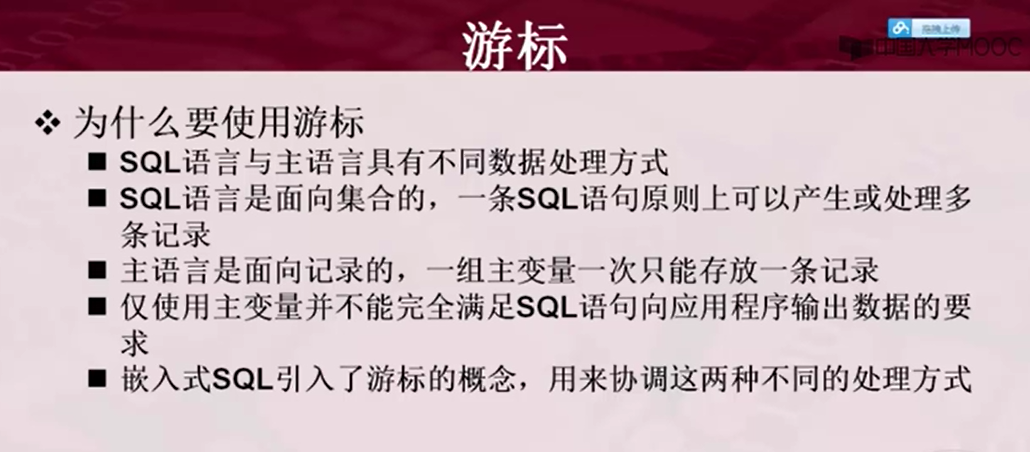 游标
拖拽上传
中国大学MOOC
❖ 为什么要使用游标
■ SQL语言与主语言具有不同数据处理方式
■ SQL语言是面向集合的，一条SQL语句原则上可以产生或处理多
条记录
■ 主语言是面向记录的，一组主变量一次只能存放一条记录
■ 仅使用主变量并不能完全满足SQL语句向应用程序输出数据的要
求
■ 嵌入式SQL引入了游标的概念，用来协调这两种不同的处理方式